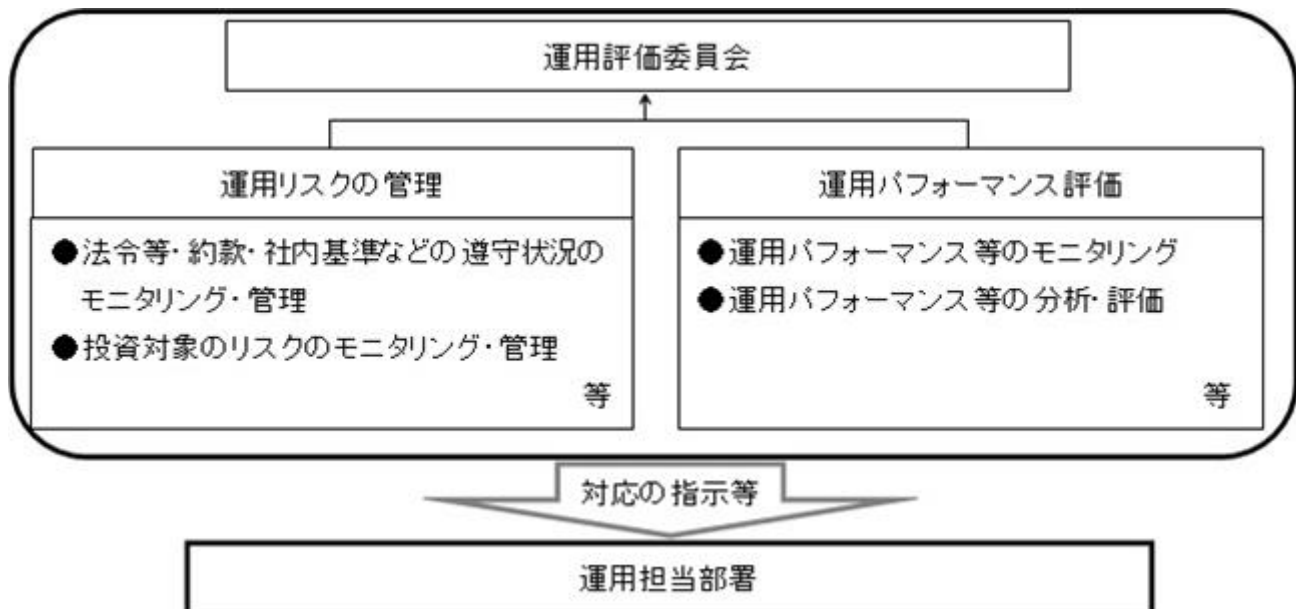 運用評価委員会
運用リスクの管理
●法令等・約款・社内基準などの遵守状況の
モニタリング・管理
●投資対象のリスクのモニタリング・管理
等
運用パフォーマンス評価
●運用パフォーマンス等のモニタリング
●運用パフォーマンス等の分析・評価
等
対応の指示等
運用担当部署